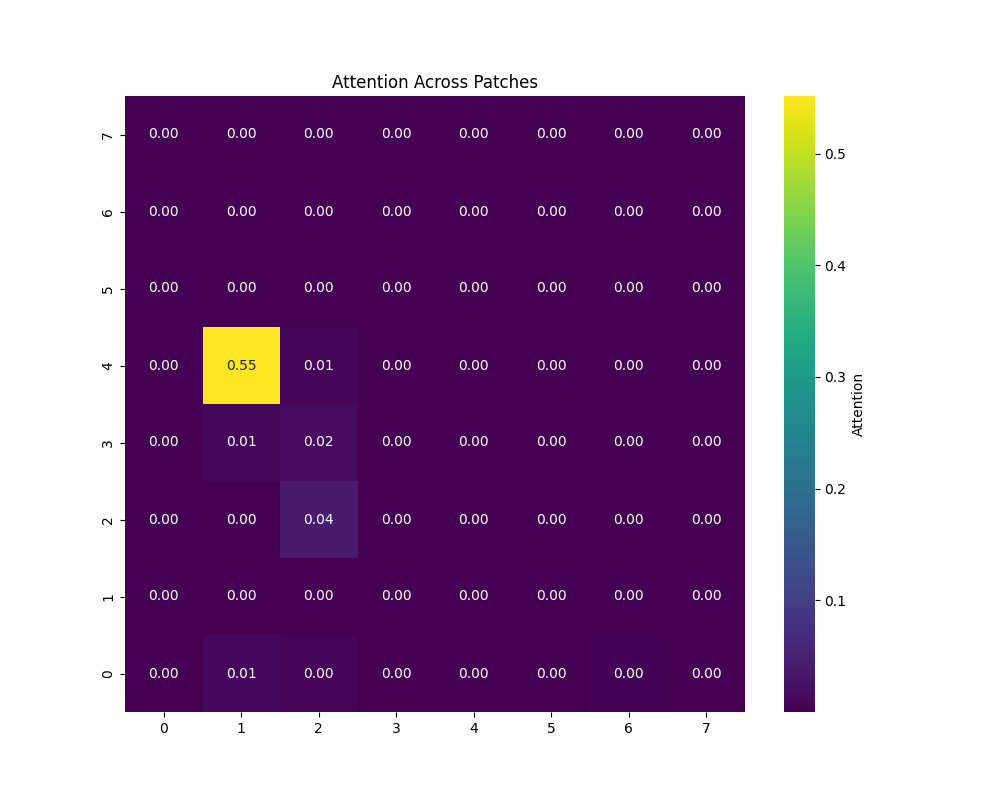 Attention Across Patches
7 0.00 0.00 0.00 0.00 0.00 0.00 0.00 0.00
6 0.00 0.00 0.00 0.00 0.00 0.00 0.00 0.00
5 0.00 0.00 0.00 0.00 0.00 0.00 0.00 0.00
4 0.00 0.55 0.01 0.00 0.00 0.00 0.00 0.00
3 0.00 0.01 0.02 0.00 0.00 0.00 0.00 0.00
2 0.00 0.00 0.04 0.00 0.00 0.00 0.00 0.00
1 0.00 0.00 0.00 0.00 0.00 0.00 0.00 0.00
0 0.00 0.01 0.00 0.00 0.00 0.00 0.00 0.00
0 1 2 3 4 5 6 7
0.5
0.4
0.3
0.2
0.1
Attention